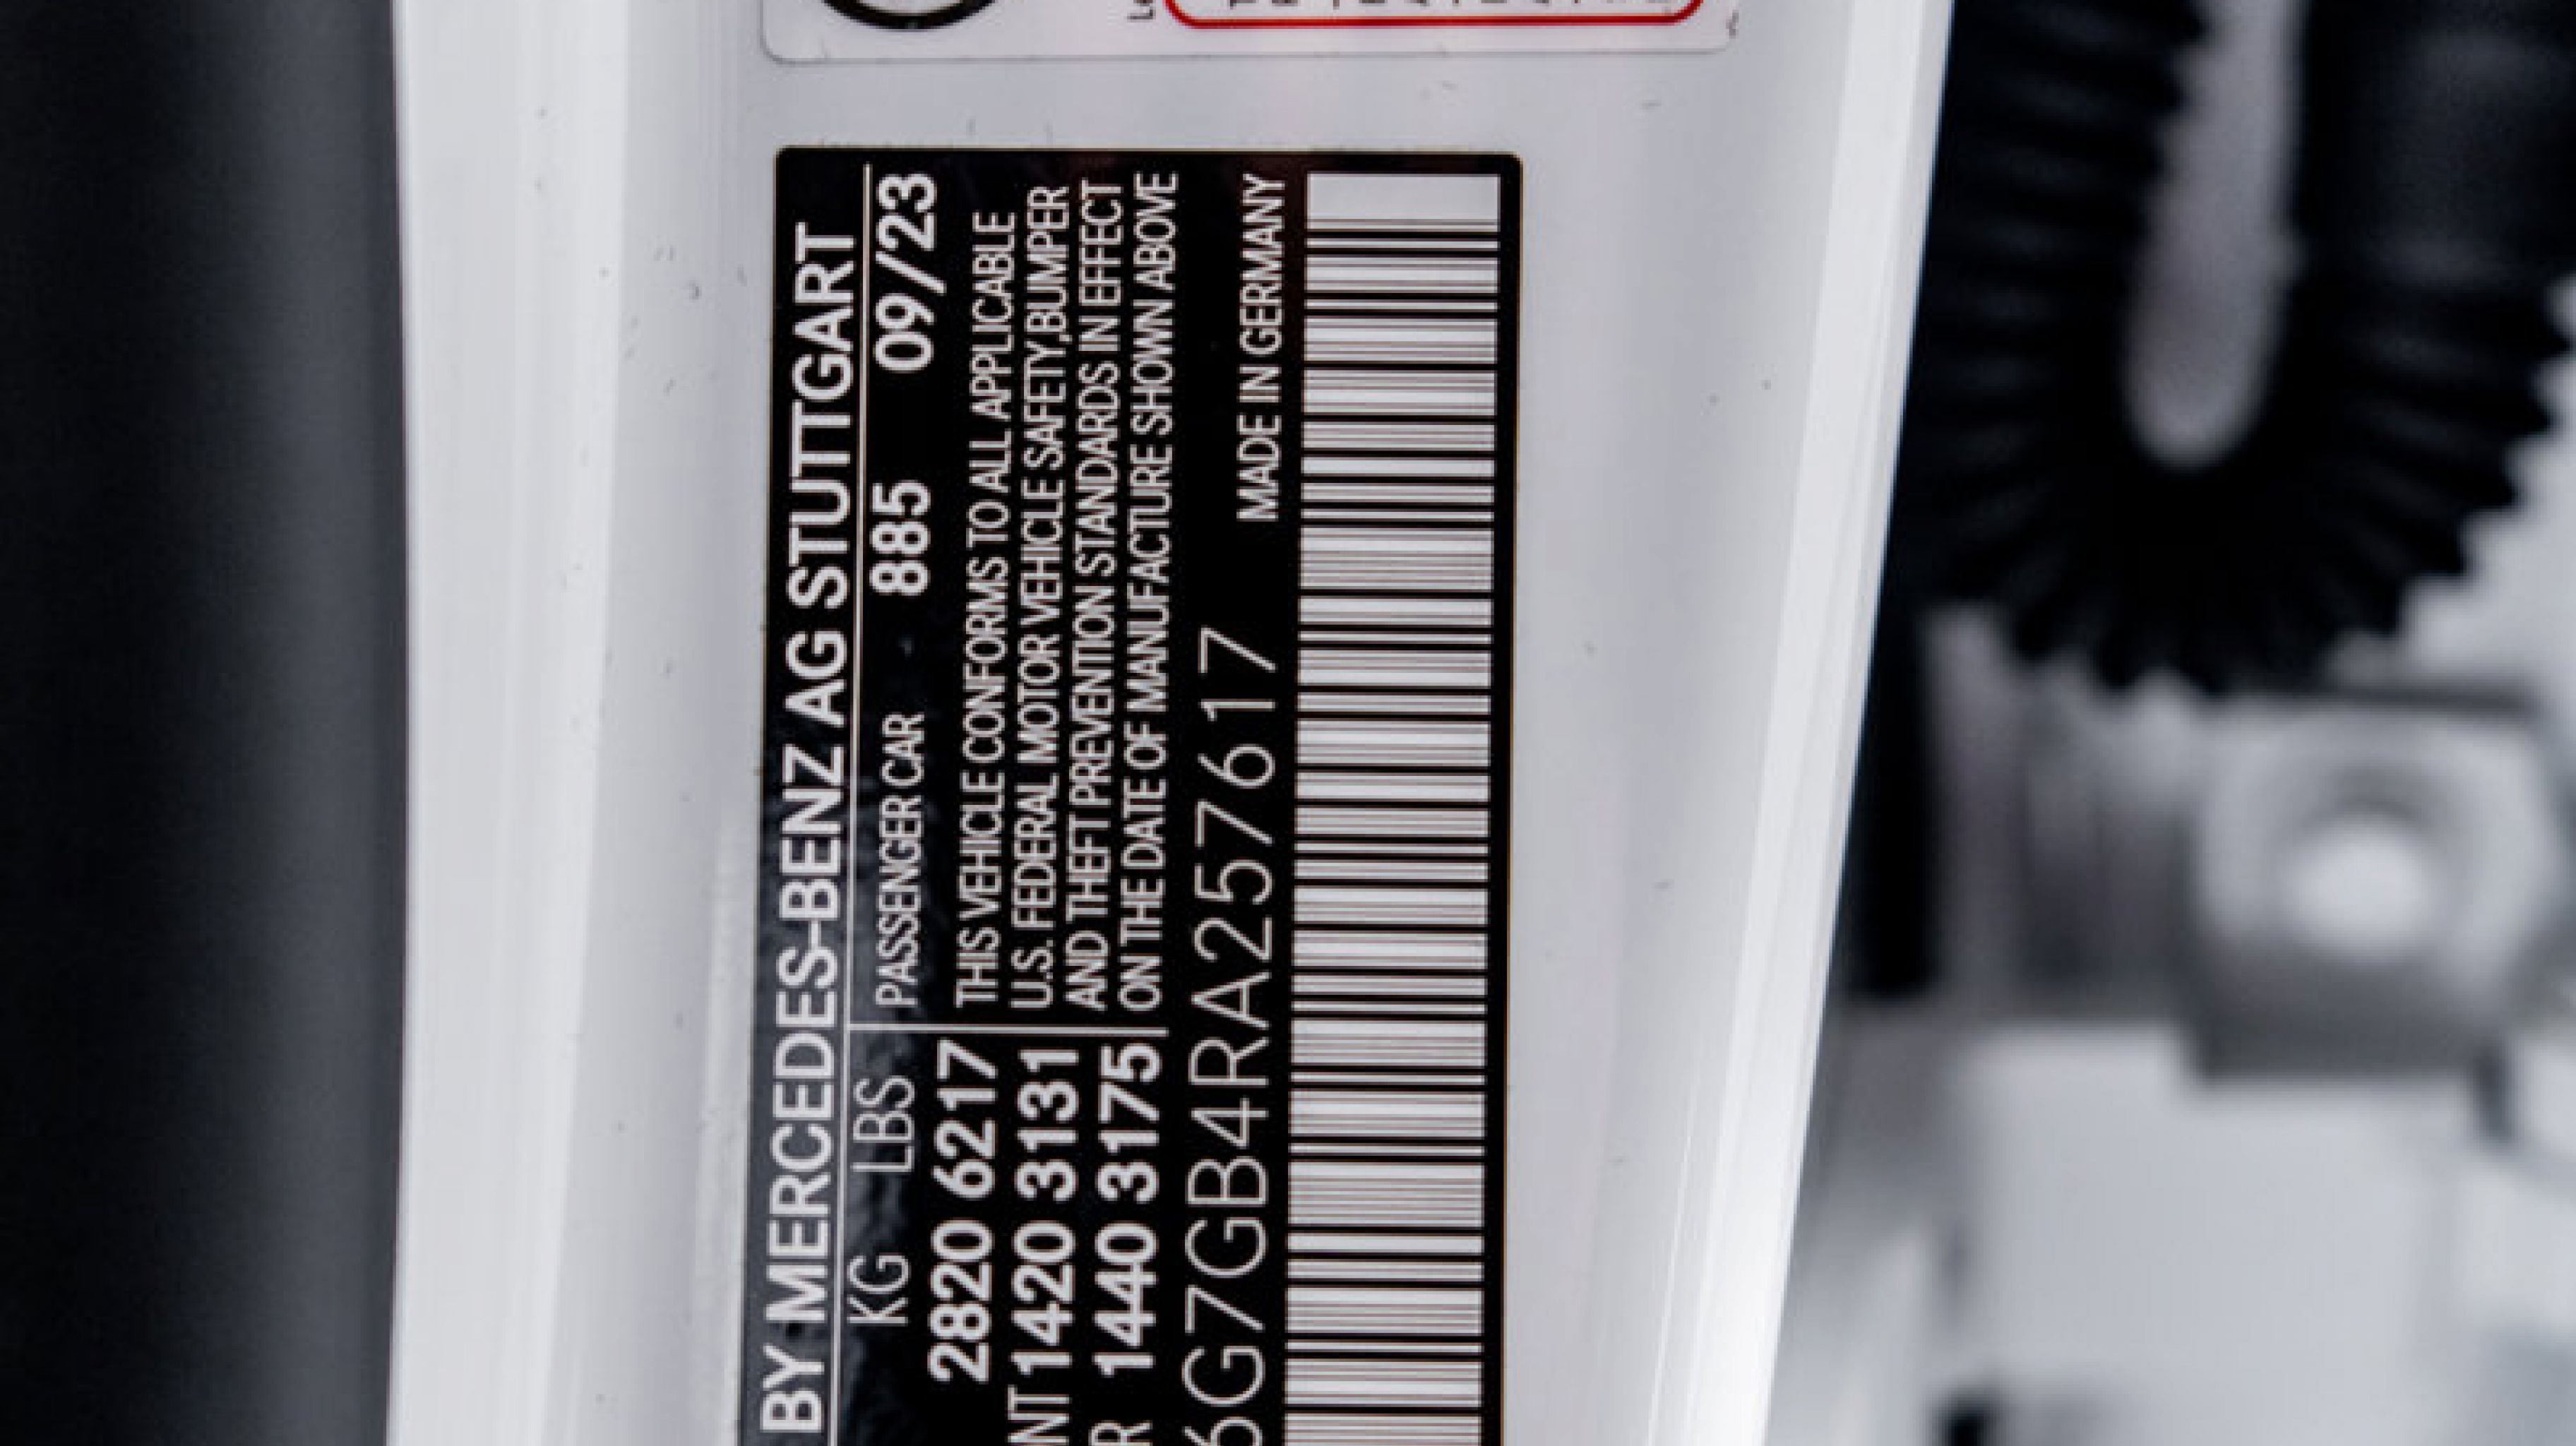 BY MERCEDES-BENZ AG STUTTGART
KG LBS
2820 6217
NT 1420 3131
R 1440 3175
PASSENGER CAR 885 09/23
THIS VEHICLE CONFORMS TO ALL APPLICABLE
U.S. FEDERAL MOTOR VEHICLE SAFETY,BUMPER
AND THEFT PREVENTION STANDARDS IN EFFECT
ON THE DATE OF MANUFACTURE SHOWN ABOVE
6G7GB4RA257617
MADE IN GERMANY